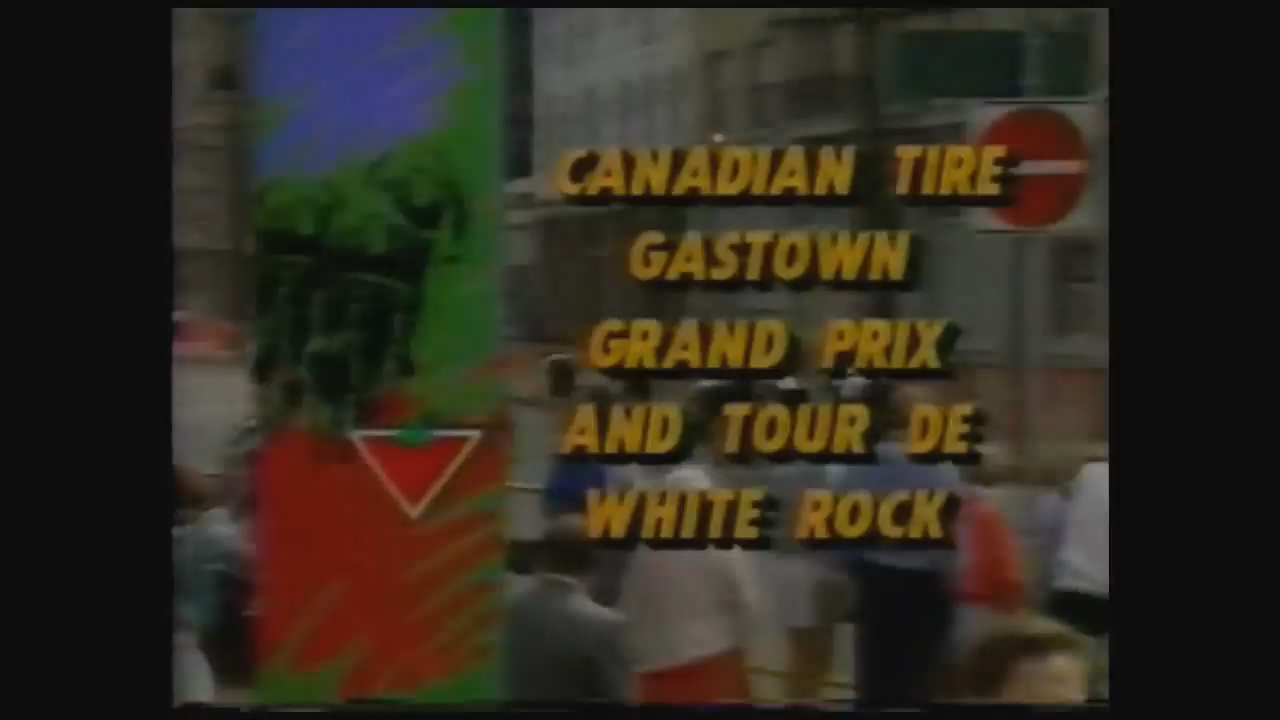 CANADIAN TIRE
GASTOWN
GRAND PRIX
AND TOUR DE
WHITE ROCK